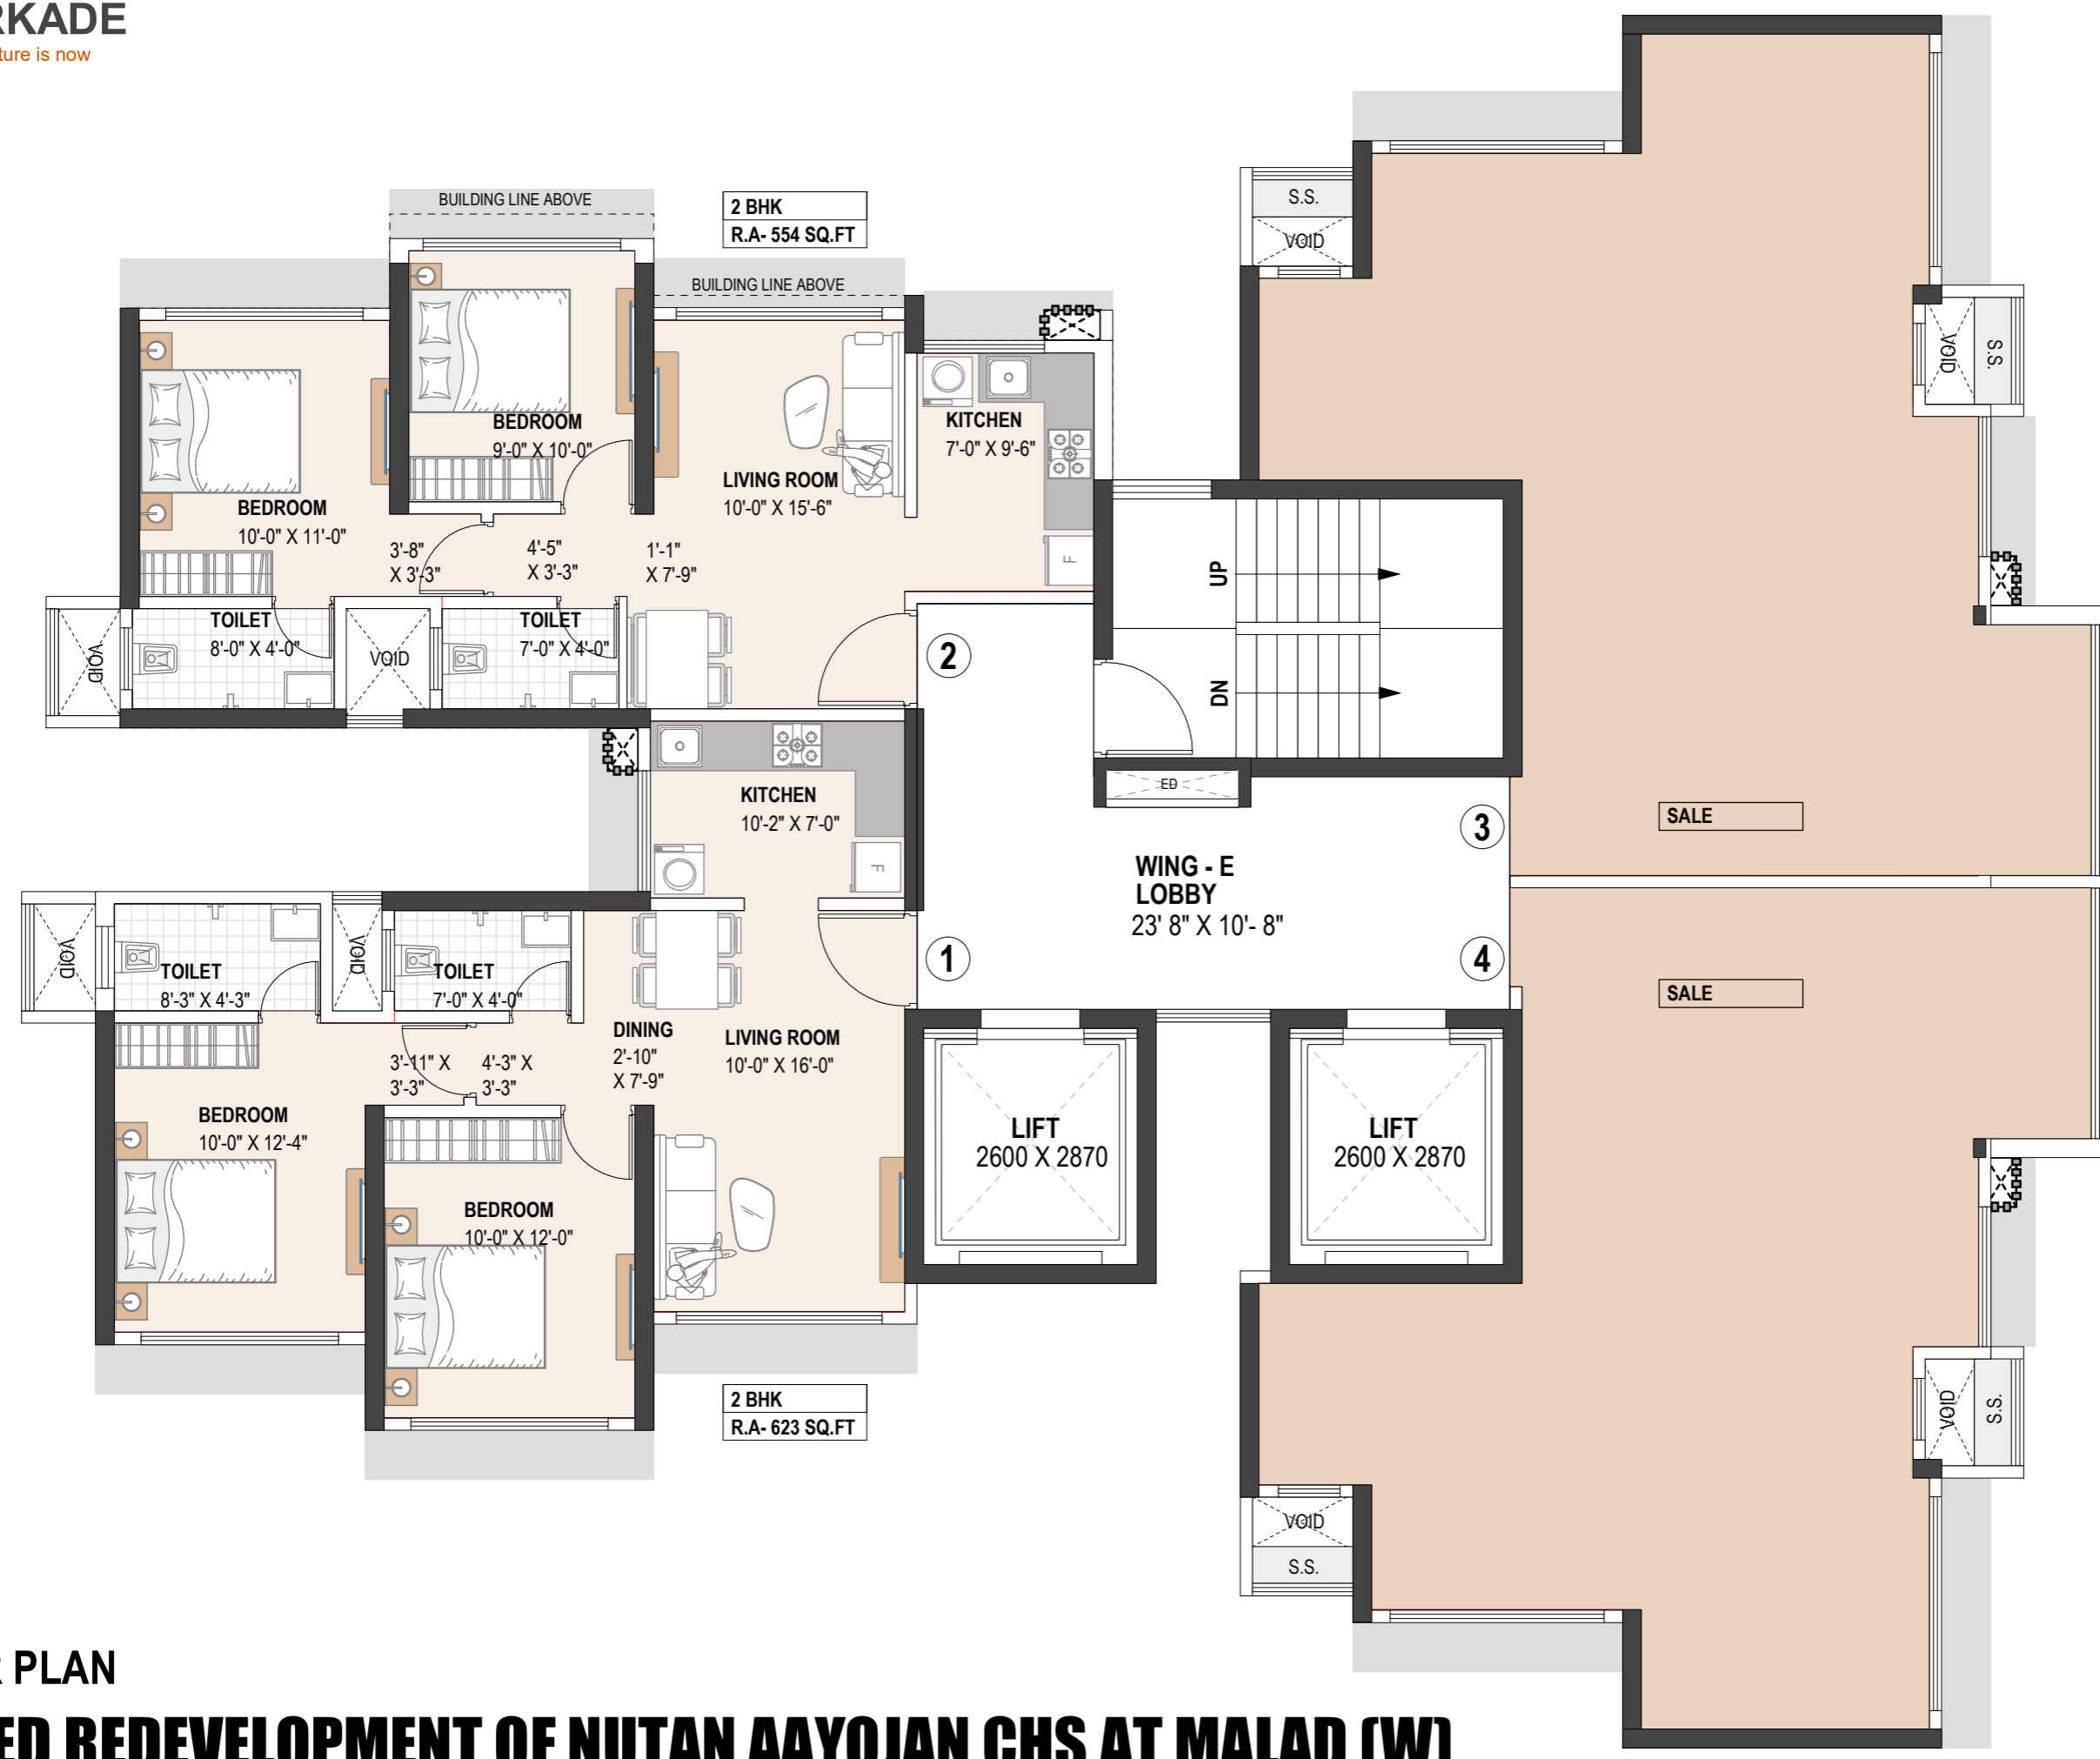 RKADE
ture is now
BUILDING LINE ABOVE
2 BHK
R.A- 554 SQ.FT
BUILDING LINE ABOVE
BEDROOM
9'-0" X 10'-0"
KITCHEN
7'-0" X 9'-6"
LIVING ROOM
10'-0" X 15'-6"
BEDROOM
10'-0" X 11'-0"
3'-8"
X 3'-3"
4'-5"
X 3'-3"
1'-1"
X 7'-9"
F
TOILET
8'-0" X 4'-0"
TOILET
7'-0" X 4'-0"
VOID
VOID
2
UP
DN
ED
S.S.
VOID
VOID
S.S.
KITCHEN
10'-2" X 7'-0"
F
SALE
3
WING - E
LOBBY
23' 8" X 10'- 8"
VOID
TOILET
8'-3" X 4'-3"
VOID
TOILET
7'-0" X 4'-0"
1
4
SALE
DINING
2'-10"
X 7'-9"
LIVING ROOM
10'-0" X 16'-0"
3'-11" X
3'-3"
4'-3" X
3'-3"
BEDROOM
10'-0" X 12'-4"
BEDROOM
10'-0" X 12'-0"
LIFT
2600 X 2870
LIFT
2600 X 2870
2 BHK
R.A- 623 SQ.FT
VOID
S.S.
VOID
S.S.
R PLAN
ED REDEVELOPMENT OF NUTAN AAYOJAN CHS AT MALAD (W)